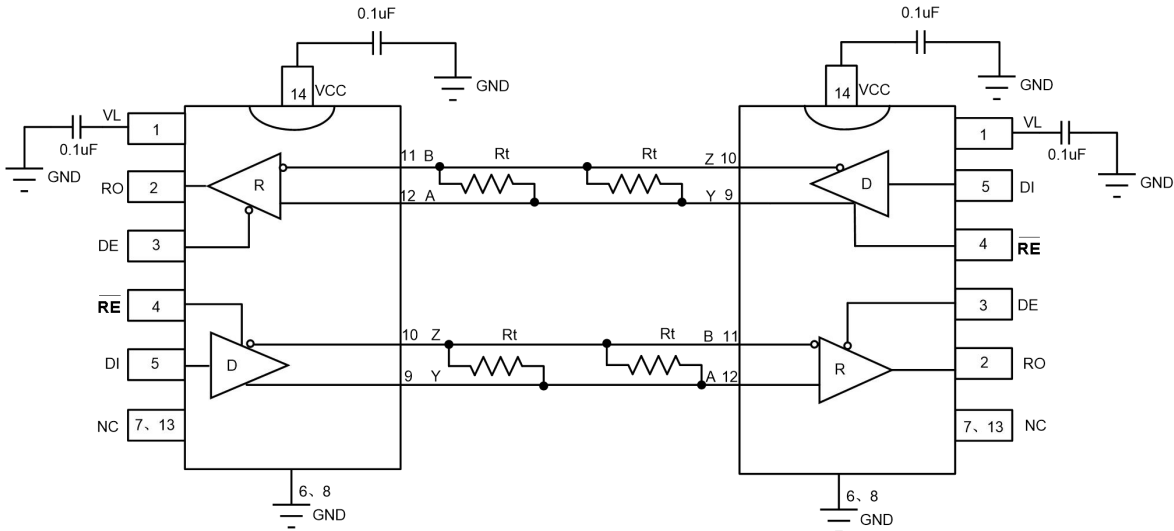 0.1uF
0.1uF
GND
GND
14 VCC
14 VCC
VL
1
0.1uF
GND
1
VL
0.1uF
GND
11 B
Rt
Rt
Z 10
RO
2
R
D
5
DI
12 A
Y 9
DE
3
4
RE
RE
4
3
DE
10 Z
Rt
Rt
B 11
DI
5
D
R
2
RO
9 Y
A 12
NC
7、13
7、13
NC
6、8
GND
6、8
GND